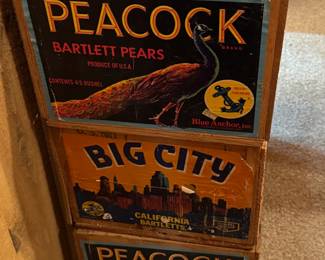 PEACOCK
BRAND
BARTLETT PEARS
PRODUCE OF U.S.A.
CONTENTS 4/5 BUSHEL
Blue Anchor, Inc.
BIG CITY
CALIFORNIA
BARTLETTS
PEACOCK